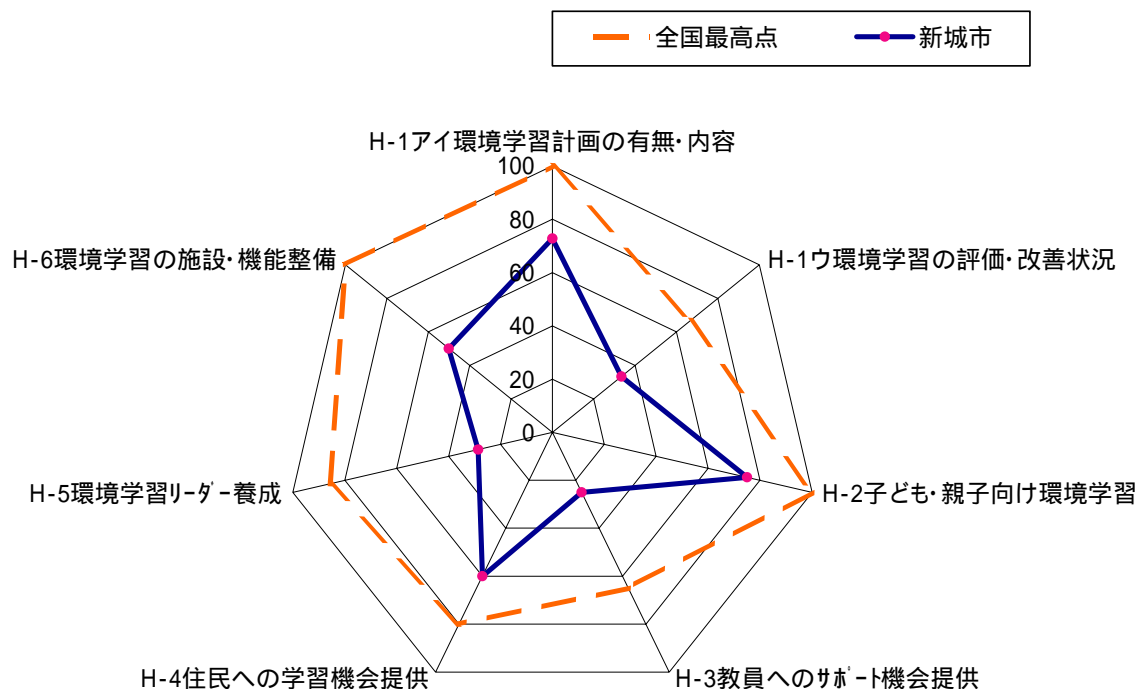 全国最高点
新城市
H-1アイ環境学習計画の有無・内容
100
80
60
40
20
0
H-6環境学習の施設・機能整備
H-1ウ環境学習の評価・改善状況
H-5環境学習ﾘｰﾀﾞｰ養成
H-2子ども・親子向け環境学習
H-4住民への学習機会提供
H-3教員へのｻﾎﾟｰﾄ機会提供